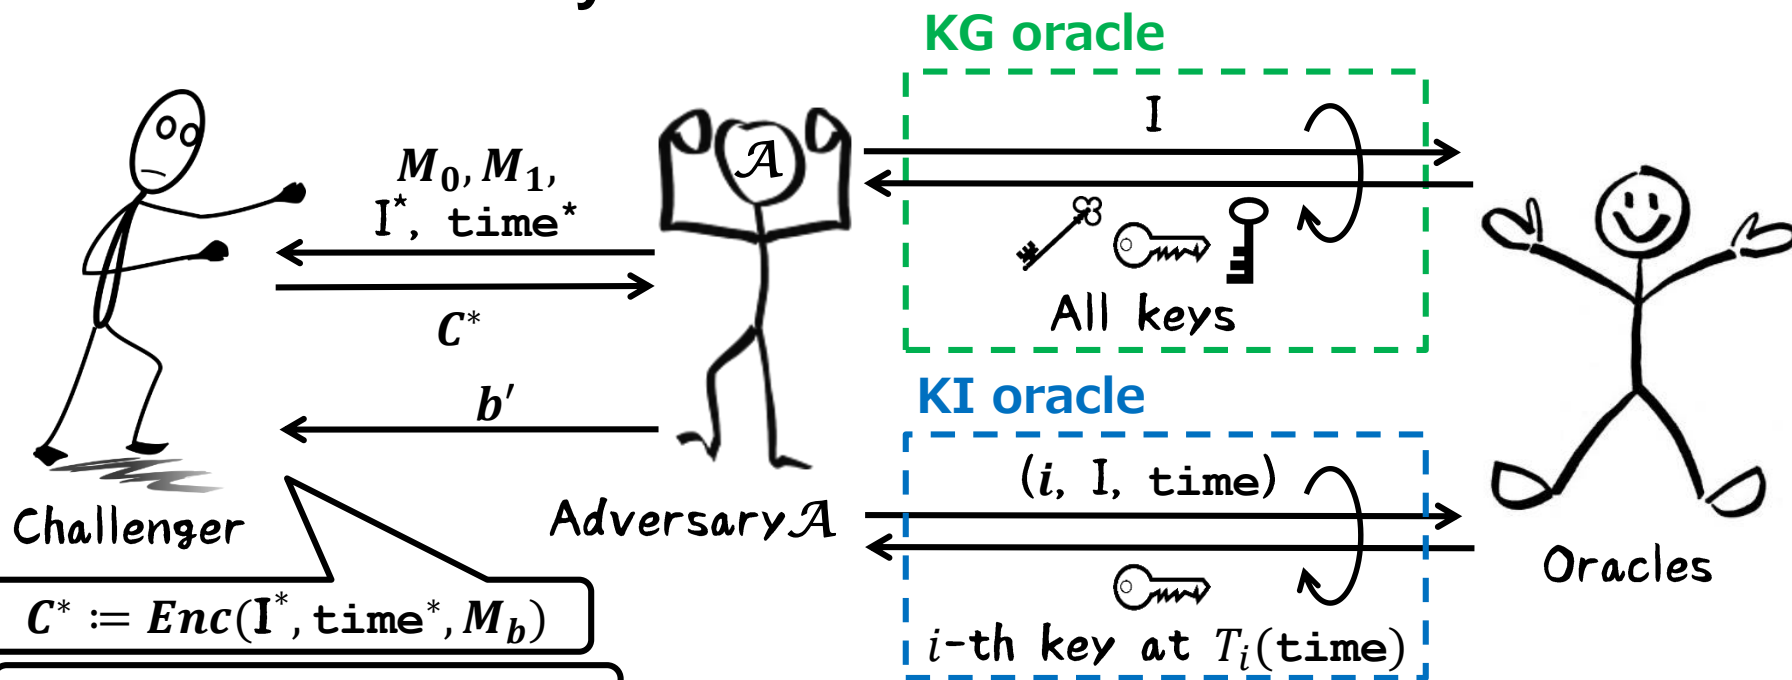 KG oracle
I
All keys
M₀, M₁,
I*, time*
C*
b′
𝒜
Challenger
Adversary 𝒜
KI oracle
(i, I, time)
i-th key at Tᵢ(time)
Oracles
C* := Enc(I*, time*, M_b)